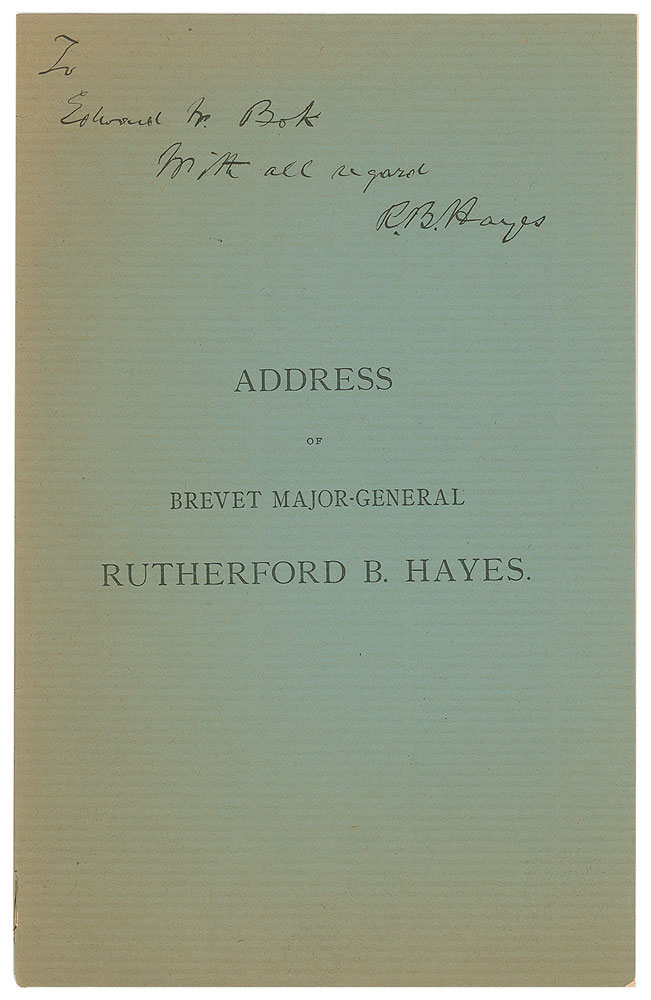 To
Edward W. Bok
With all regard
R.B. Hayes
ADDRESS
OF
BREVET MAJOR-GENERAL
RUTHERFORD B. HAYES.